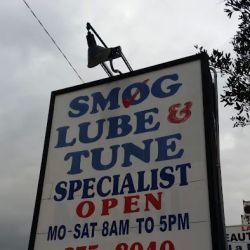 SMOG
LUBE &
TUNE
SPECIALIST
OPEN
MO-SAT 8AM TO 5PM